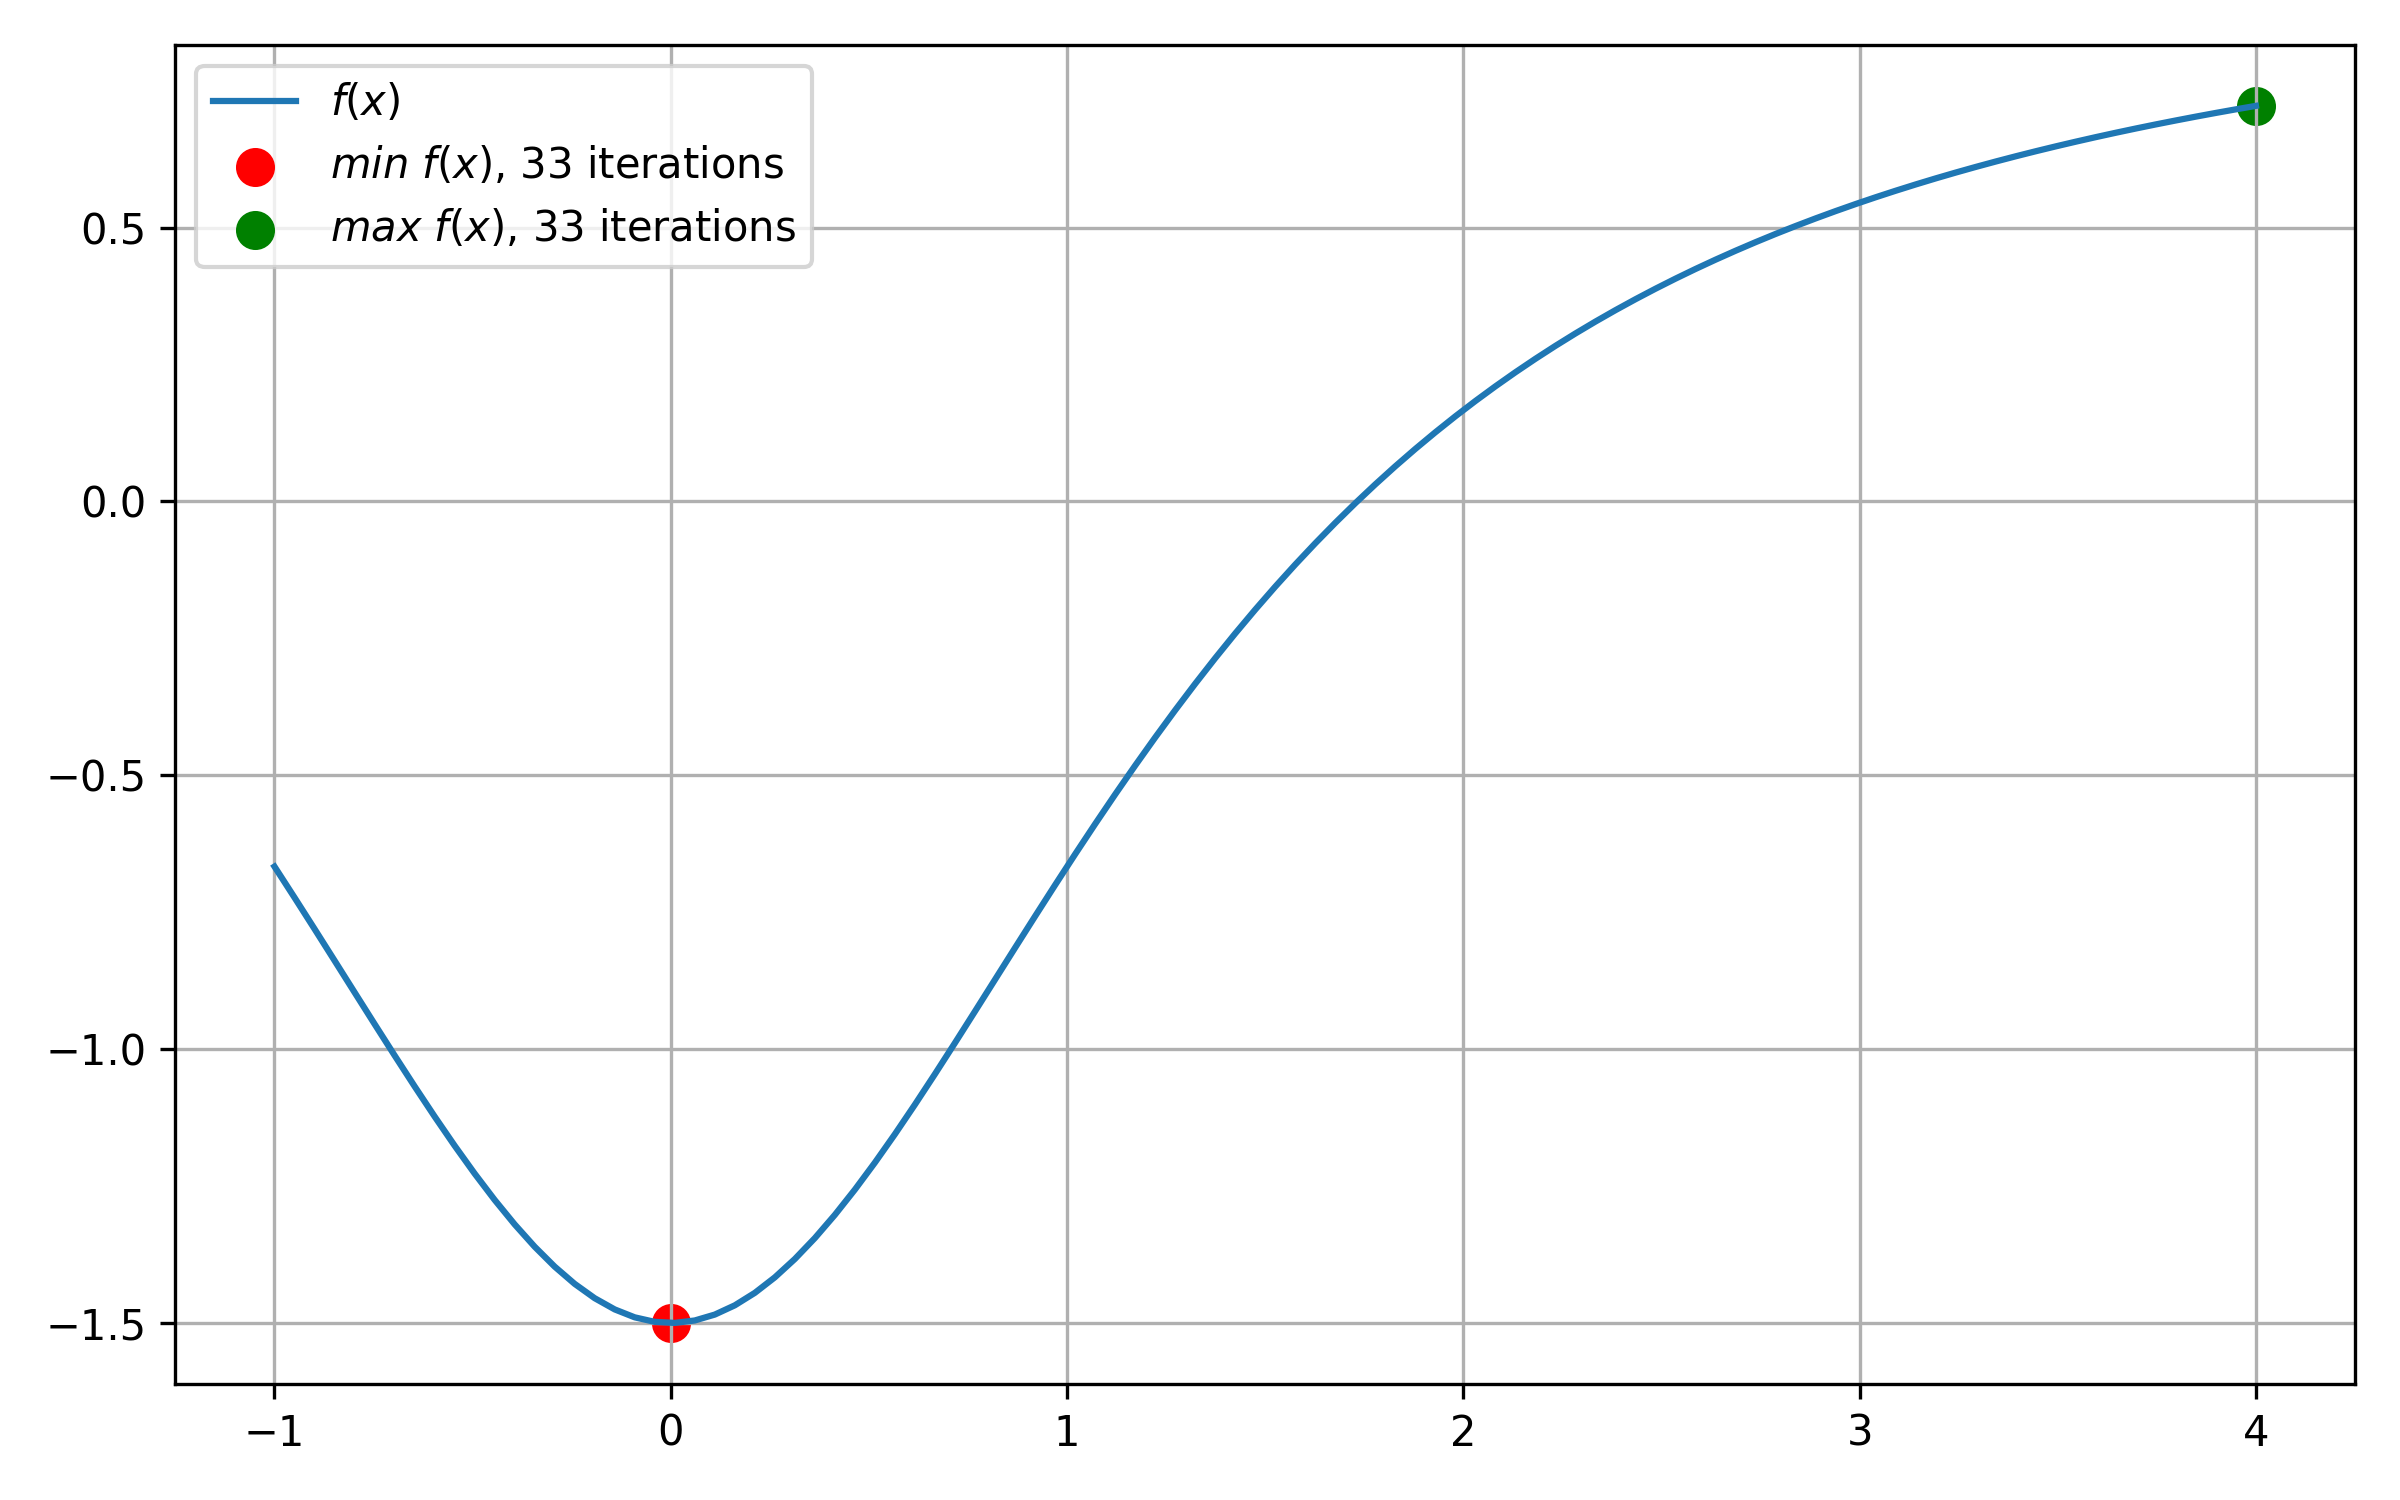 f(x)
min f(x), 33 iterations
max f(x), 33 iterations
0.5
0.0
−0.5
−1.0
−1.5
−1 0 1 2 3 4